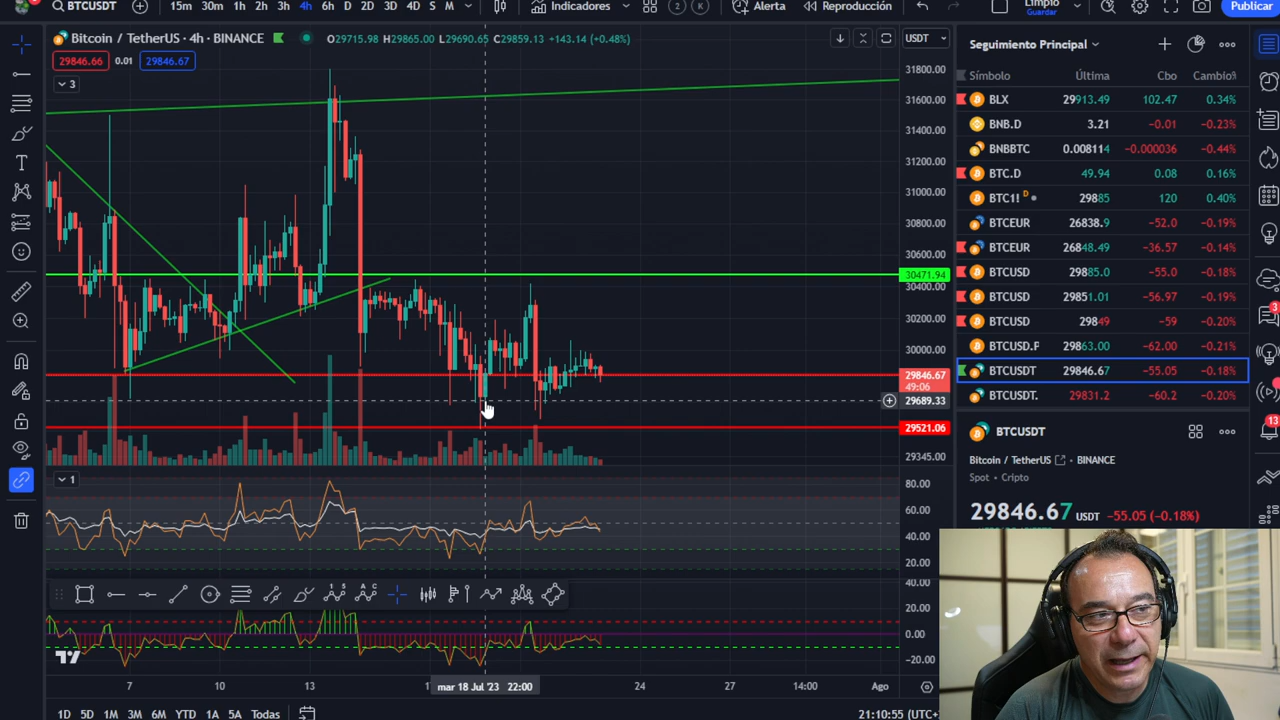 BTCUSDT
15m 30m 1h 2h 3h 4h 6h D 2D 3D 4D S M
Indicadores
2 K
Alerta
Reproducción
Limpio
Guardar
Publicar
Bitcoin / TetherUS · 4h · BINANCE
O29715.98 H29865.00 L29690.65 C29859.13 +143.14 (+0.48%)
USDT
29846.66 0.01 29846.67
3
31800.00
31600.00
31400.00
31200.00
31000.00
30800.00
30600.00
30471.94
30400.00
30200.00
30000.00
29846.67
49:06
29689.33
29521.06
29345.00
1
80.00
60.00
40.00
20.00
40.00
20.00
0.00
−20.00
7 10 13 mar 18 Jul '23 22:00 24 27 14:00 Ago
1D 5D 1M 3M 6M YTD 1A 5A Todas
21:10:55 (UTC+
Seguimiento Principal
Símbolo Última Cbo Cambio%
BLX 29913.49 102.47 0.34%
BNB.D 3.21 −0.01 −0.23%
BNBBTC 0.008114 −0.000036 −0.44%
BTC.D 49.94 0.08 0.16%
BTC1! D 29885 120 0.40%
BTCEUR 26838.9 −52.0 −0.19%
BTCEUR 26848.49 −36.57 −0.14%
BTCUSD 29885.0 −55.0 −0.18%
BTCUSD 29851.01 −56.97 −0.19%
BTCUSD 29849 −59 −0.20%
BTCUSD.P 29863.00 −62.00 −0.21%
BTCUSDT 29846.67 −55.05 −0.18%
BTCUSDT. 29831.2 −60.2 −0.20%
BTCUSDT
Bitcoin / TetherUS · BINANCE
Spot · Cripto
29846.67 USDT −55.05 (−0.18%)
3
13